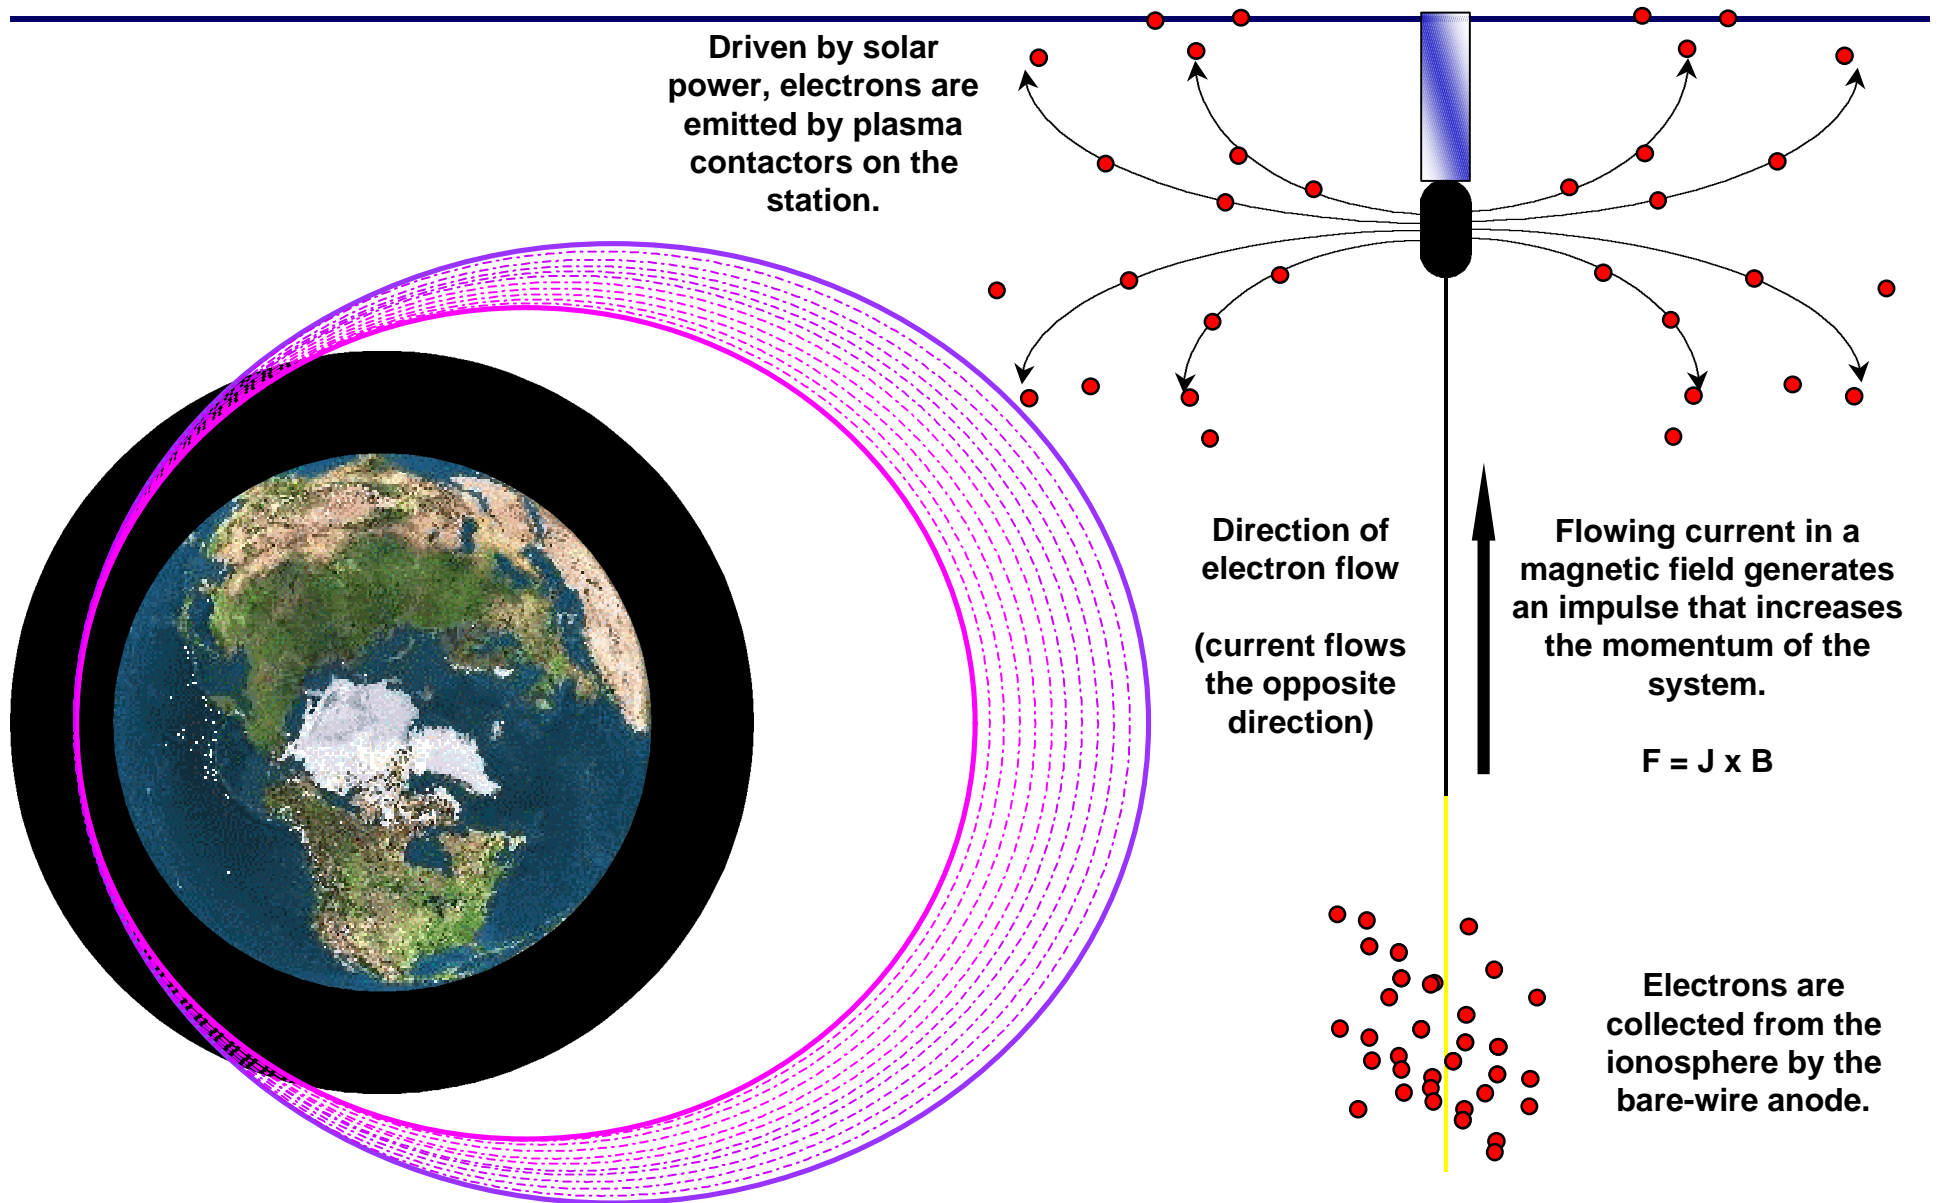 Driven by solar
power, electrons are
emitted by plasma
contactors on the
station.
Direction of
electron flow
(current flows
the opposite
direction)
Flowing current in a
magnetic field generates
an impulse that increases
the momentum of the
system.
F = J x B
Electrons are
collected from the
ionosphere by the
bare-wire anode.